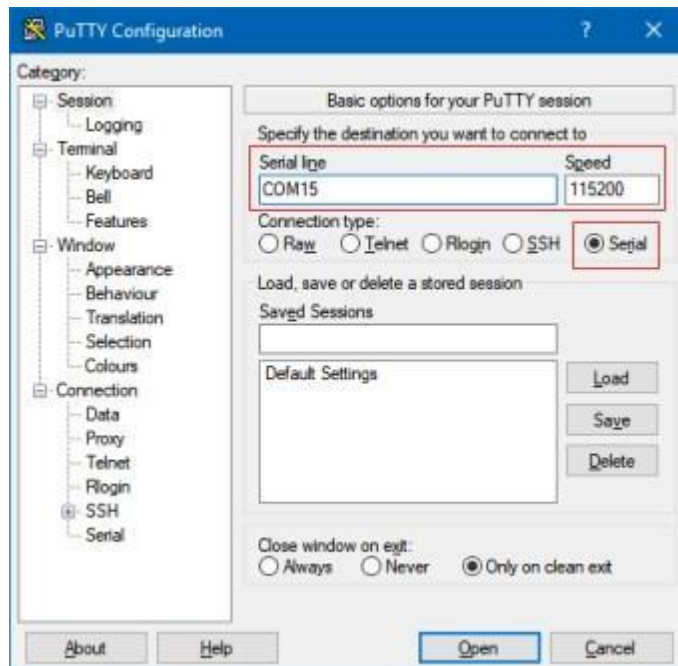 PuTTY Configuration
Category:
Session
Logging
Terminal
Keyboard
Bell
Features
Window
Appearance
Behaviour
Translation
Selection
Colours
Connection
Data
Proxy
Telnet
Rlogin
SSH
Serial
Basic options for your PuTTY session
Specify the destination you want to connect to
Serial line Speed
COM15 115200
Connection type:
Raw Telnet Rlogin SSH Serial
Load, save or delete a stored session
Saved Sessions
Default Settings
Load
Save
Delete
Close window on exit:
Always Never Only on clean exit
About Help Open Cancel